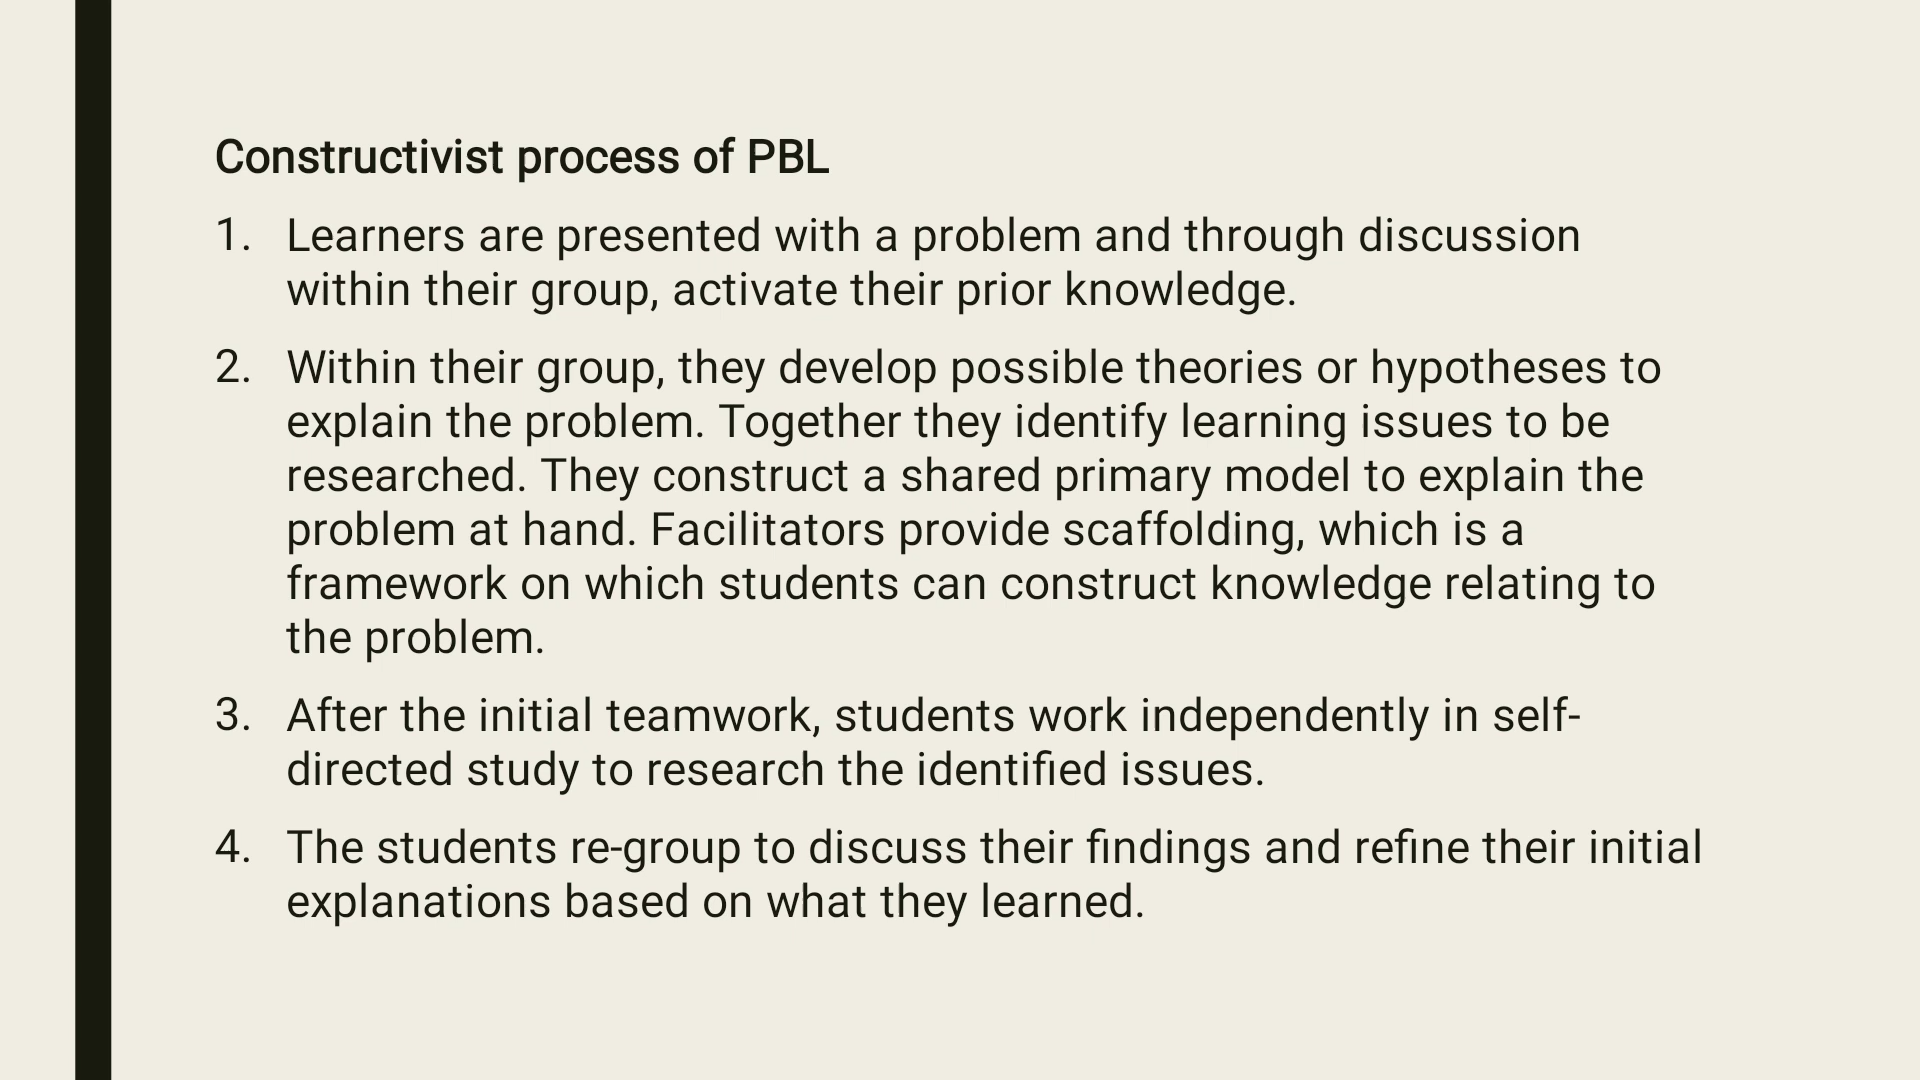 Constructivist process of PBL
1. Learners are presented with a problem and through discussion
within their group, activate their prior knowledge.
2. Within their group, they develop possible theories or hypotheses to
explain the problem. Together they identify learning issues to be
researched. They construct a shared primary model to explain the
problem at hand. Facilitators provide scaffolding, which is a
framework on which students can construct knowledge relating to
the problem.
3. After the initial teamwork, students work independently in self-
directed study to research the identified issues.
4. The students re-group to discuss their findings and refine their initial
explanations based on what they learned.